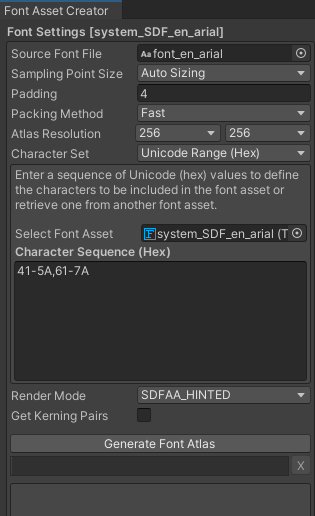 Font Asset Creator
Font Settings [system_SDF_en_arial]
Source Font File Aa font_en_arial
Sampling Point Size Auto Sizing
Padding 4
Packing Method Fast
Atlas Resolution 256 256
Character Set Unicode Range (Hex)
Enter a sequence of Unicode (hex) values to define
the characters to be included in the font asset or
retrieve one from another font asset.
Select Font Asset F system_SDF_en_arial (T
Character Sequence (Hex)
41-5A,61-7A
Render Mode SDFAA_HINTED
Get Kerning Pairs
Generate Font Atlas
X